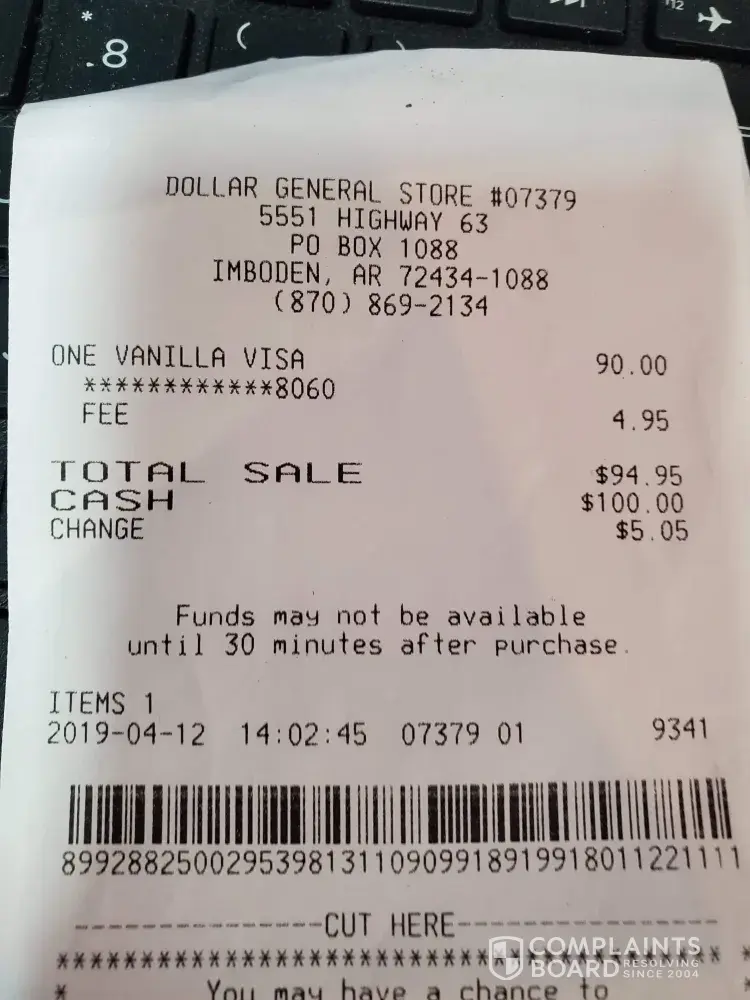 * 
.8
(
)
f12
DOLLAR GENERAL STORE #07379
5551 HIGHWAY 63
PO BOX 1088
IMBODEN, AR 72434-1088
(870) 869-2134
ONE VANILLA VISA 90.00
************8060
FEE 4.95
TOTAL SALE $94.95
CASH $100.00
CHANGE $5.05
Funds may not be available
until 30 minutes after purchase.
ITEMS 1
2019-04-12 14:02:45 07379 01 9341
899288250029539813110909918919918011221111
CUT HERE
COMPLAINTS
BOARD RESOLVING
SINCE 2004
You may have a chance to